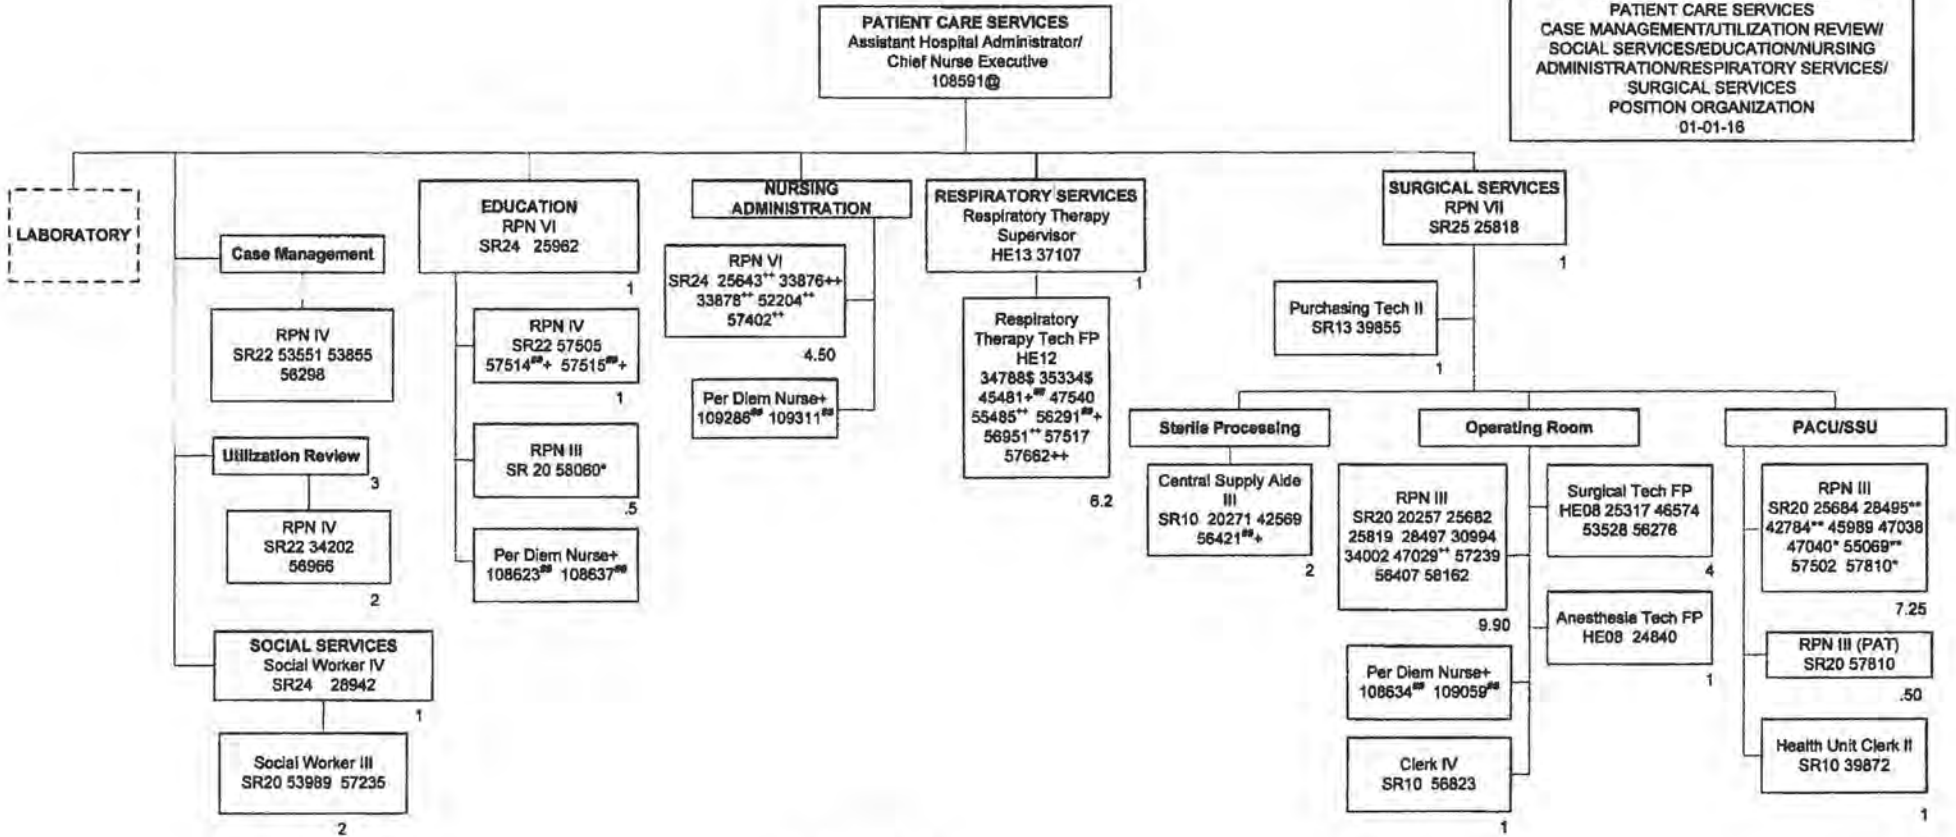 PATIENT CARE SERVICES
Assistant Hospital Administrator/
Chief Nurse Executive
108591@
PATIENT CARE SERVICES
CASE MANAGEMENT/UTILIZATION REVIEW/
SOCIAL SERVICES/EDUCATION/NURSING
ADMINISTRATION/RESPIRATORY SERVICES/
SURGICAL SERVICES
POSITION ORGANIZATION
01-01-16
LABORATORY
Case Management
RPN IV
SR22 53551 53855
56298
3
Utilization Review
RPN IV
SR22 34202
56966
2
SOCIAL SERVICES
Social Worker IV
SR24 28942
1
Social Worker III
SR20 53989 57235
2
EDUCATION
RPN VI
SR24 25962
1
RPN IV
SR22 57505
57514##+ 57515##+
1
RPN III
SR 20 58060*
.5
Per Diem Nurse+
108623## 108637##
NURSING
ADMINISTRATION
RPN VI
SR24 25643++ 33876++
33878++ 52204++
57402++
4.50
Per Diem Nurse+
109286## 109311##
RESPIRATORY SERVICES
Respiratory Therapy
Supervisor
HE13 37107
1
Respiratory
Therapy Tech FP
HE12
34788$ 35334$
45481+## 47540
55485++ 56291##+
56951++ 57517
57662++
6.2
SURGICAL SERVICES
RPN VII
SR25 25818
1
Purchasing Tech II
SR13 39855
1
Sterile Processing
Central Supply Aide
III
SR10 20271 42569
56421##+
2
Operating Room
RPN III
SR20 20257 25682
25819 28497 30994
34002 47029++ 57239
56407 58162
9.90
Per Diem Nurse+
108634## 109059##
Clerk IV
SR10 56823
1
Surgical Tech FP
HE08 25317 46574
53528 56276
4
Anesthesia Tech FP
HE08 24840
1
PACU/SSU
RPN III
SR20 25684 28495**
42784** 45989 47038
47040* 55069**
57502 57810*
7.25
RPN III (PAT)
SR20 57810
.50
Health Unit Clerk II
SR10 39872
1